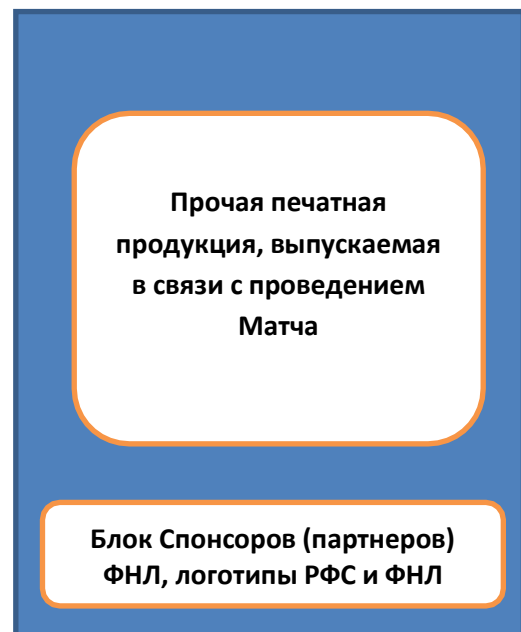 Прочая печатная
продукция, выпускаемая
в связи с проведением
Матча
Блок Спонсоров (партнеров)
ФНЛ, логотипы РФС и ФНЛ